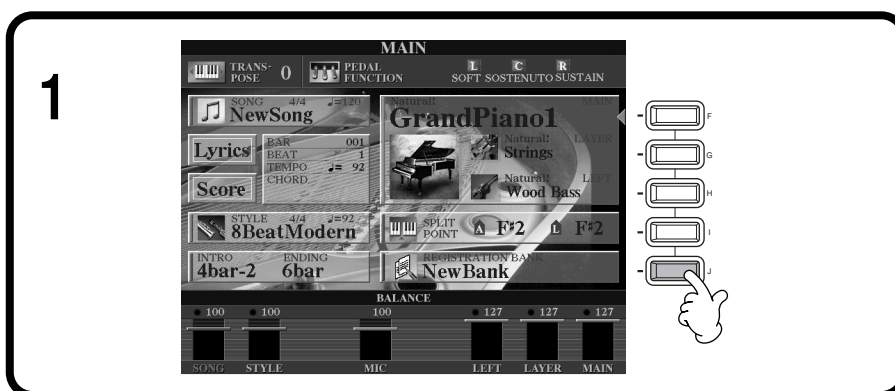 1
MAIN
TRANS-
POSE 0
PEDAL
FUNCTION
L C R
SOFT SOSTENUTO SUSTAIN
SONG 4/4 ♩=120
NewSong
Lyrics
Score
BAR 001
BEAT 1
TEMPO ♩= 92
CHORD
Natural! MAIN
GrandPiano1
Natural! LAYER
Strings
Natural! LEFT
Wood Bass
STYLE 4/4 ♩=92
8BeatModern
SPLIT
POINT A F♯2 L F♯2
INTRO ENDING
4bar-2 6bar
REGISTRATION BANK
NewBank
BALANCE
100 100 100 127 127 127
SONG STYLE MIC LEFT LAYER MAIN
F
G
H
I
J